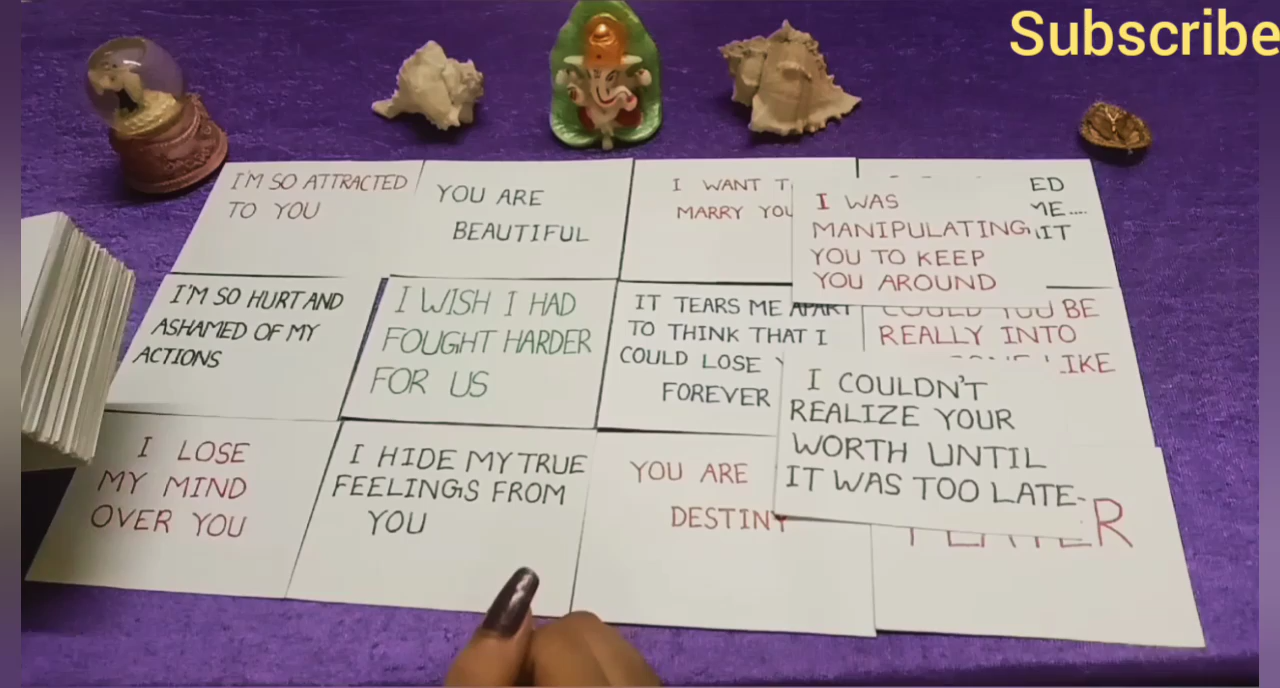 Subscribe
I'M SO ATTRACTED
TO YOU
YOU ARE
BEAUTIFUL
I WANT T
MARRY YOU
I WAS
MANIPULATING
YOU TO KEEP
YOU AROUND
ED
ME....
IT
I'M SO HURT AND
ASHAMED OF MY
ACTIONS
I WISH I HAD
FOUGHT HARDER
FOR US
IT TEARS ME APART
TO THINK THAT I
COULD LOSE
FOREVER
COULD YOU BE
REALLY INTO
LIKE
I COULDN'T
REALIZE YOUR
WORTH UNTIL
IT WAS TOO LATE-
I LOSE
MY MIND
OVER YOU
I HIDE MY TRUE
FEELINGS FROM
YOU
YOU ARE
DESTINY